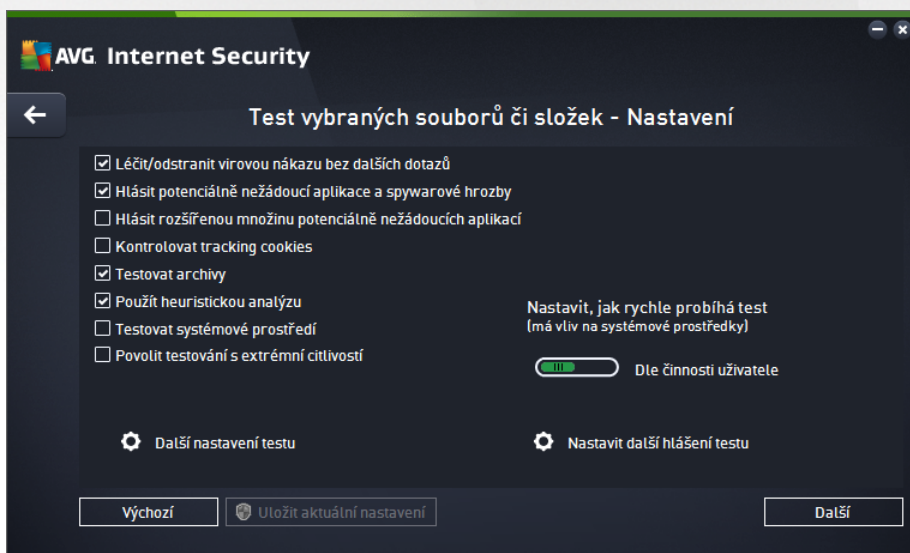 AVG. Internet Security
Test vybraných souborů či složek - Nastavení
Léčit/odstranit virovou nákazu bez dalších dotazů
Hlásit potenciálně nežádoucí aplikace a spywarové hrozby
Hlásit rozšířenou množinu potenciálně nežádoucích aplikací
Kontrolovat tracking cookies
Testovat archivy
Použít heuristickou analýzu
Testovat systémové prostředí
Povolit testování s extrémní citlivostí
Nastavit, jak rychle probíhá test
(má vliv na systémové prostředky)
Dle činnosti uživatele
Další nastavení testu
Nastavit další hlášení testu
Výchozí
Uložit aktuální nastavení
Další